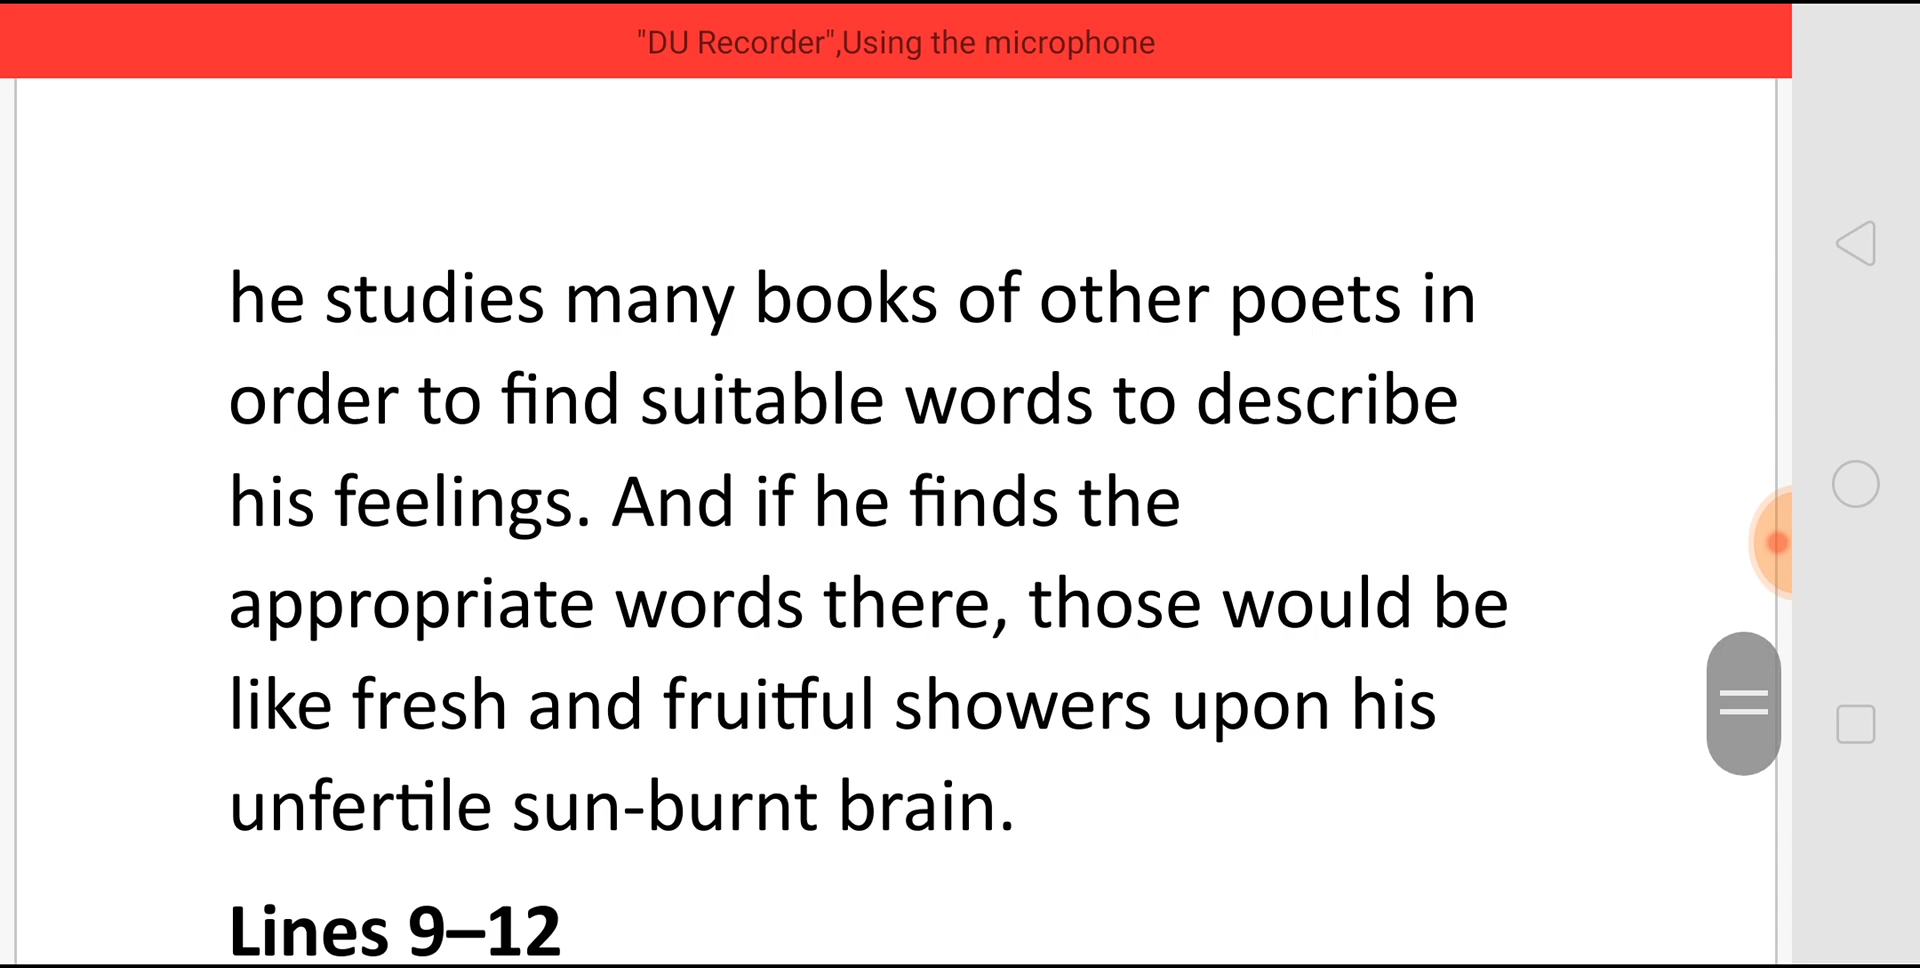 "DU Recorder",Using the microphone
he studies many books of other poets in
order to find suitable words to describe
his feelings. And if he finds the
appropriate words there, those would be
like fresh and fruitful showers upon his
unfertile sun-burnt brain.
Lines 9–12